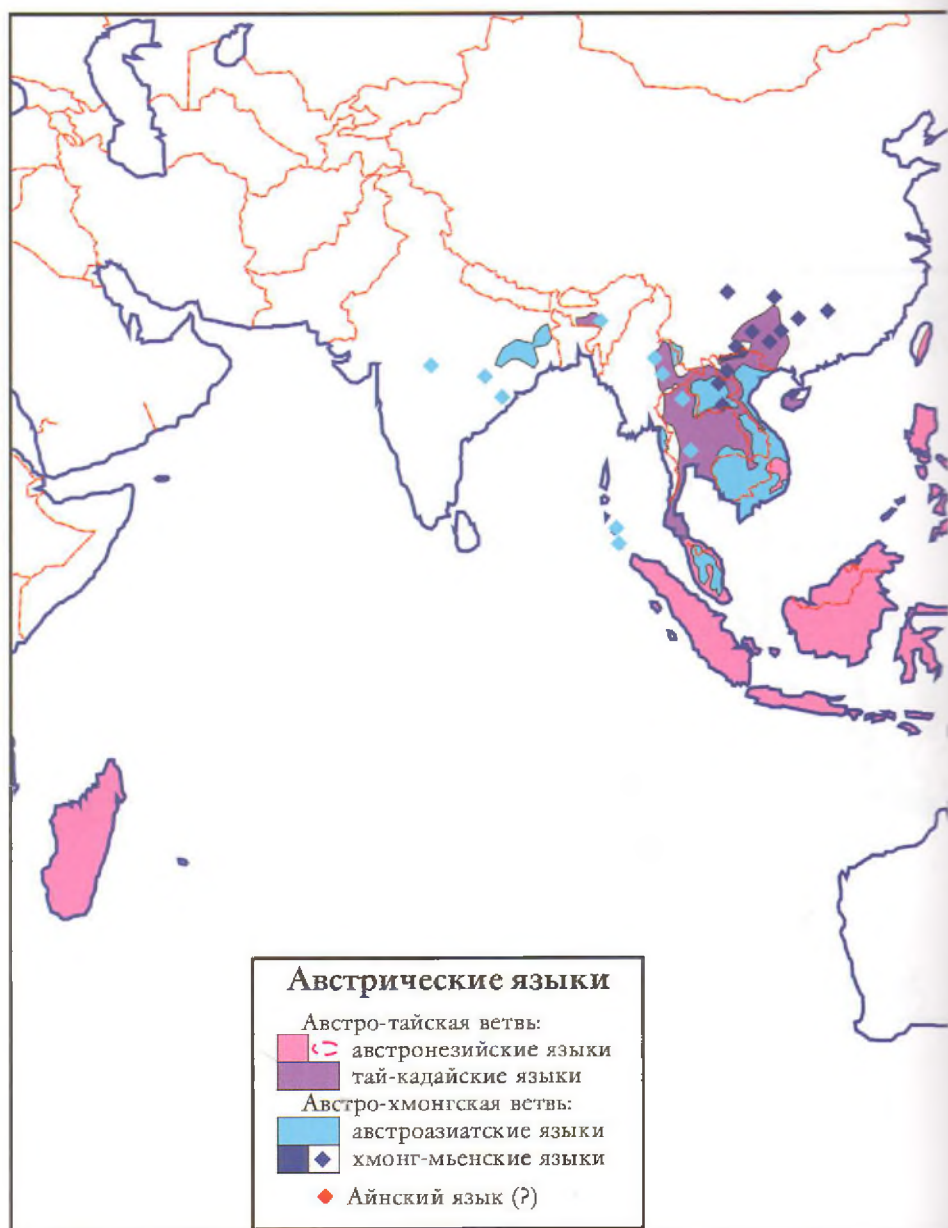 Австрические языки
Австро-тайская ветвь:
австронезийские языки
тай-кадайские языки
Австро-хмонгская ветвь:
австроазиатские языки
хмонг-мьенские языки
Айнский язык (?)